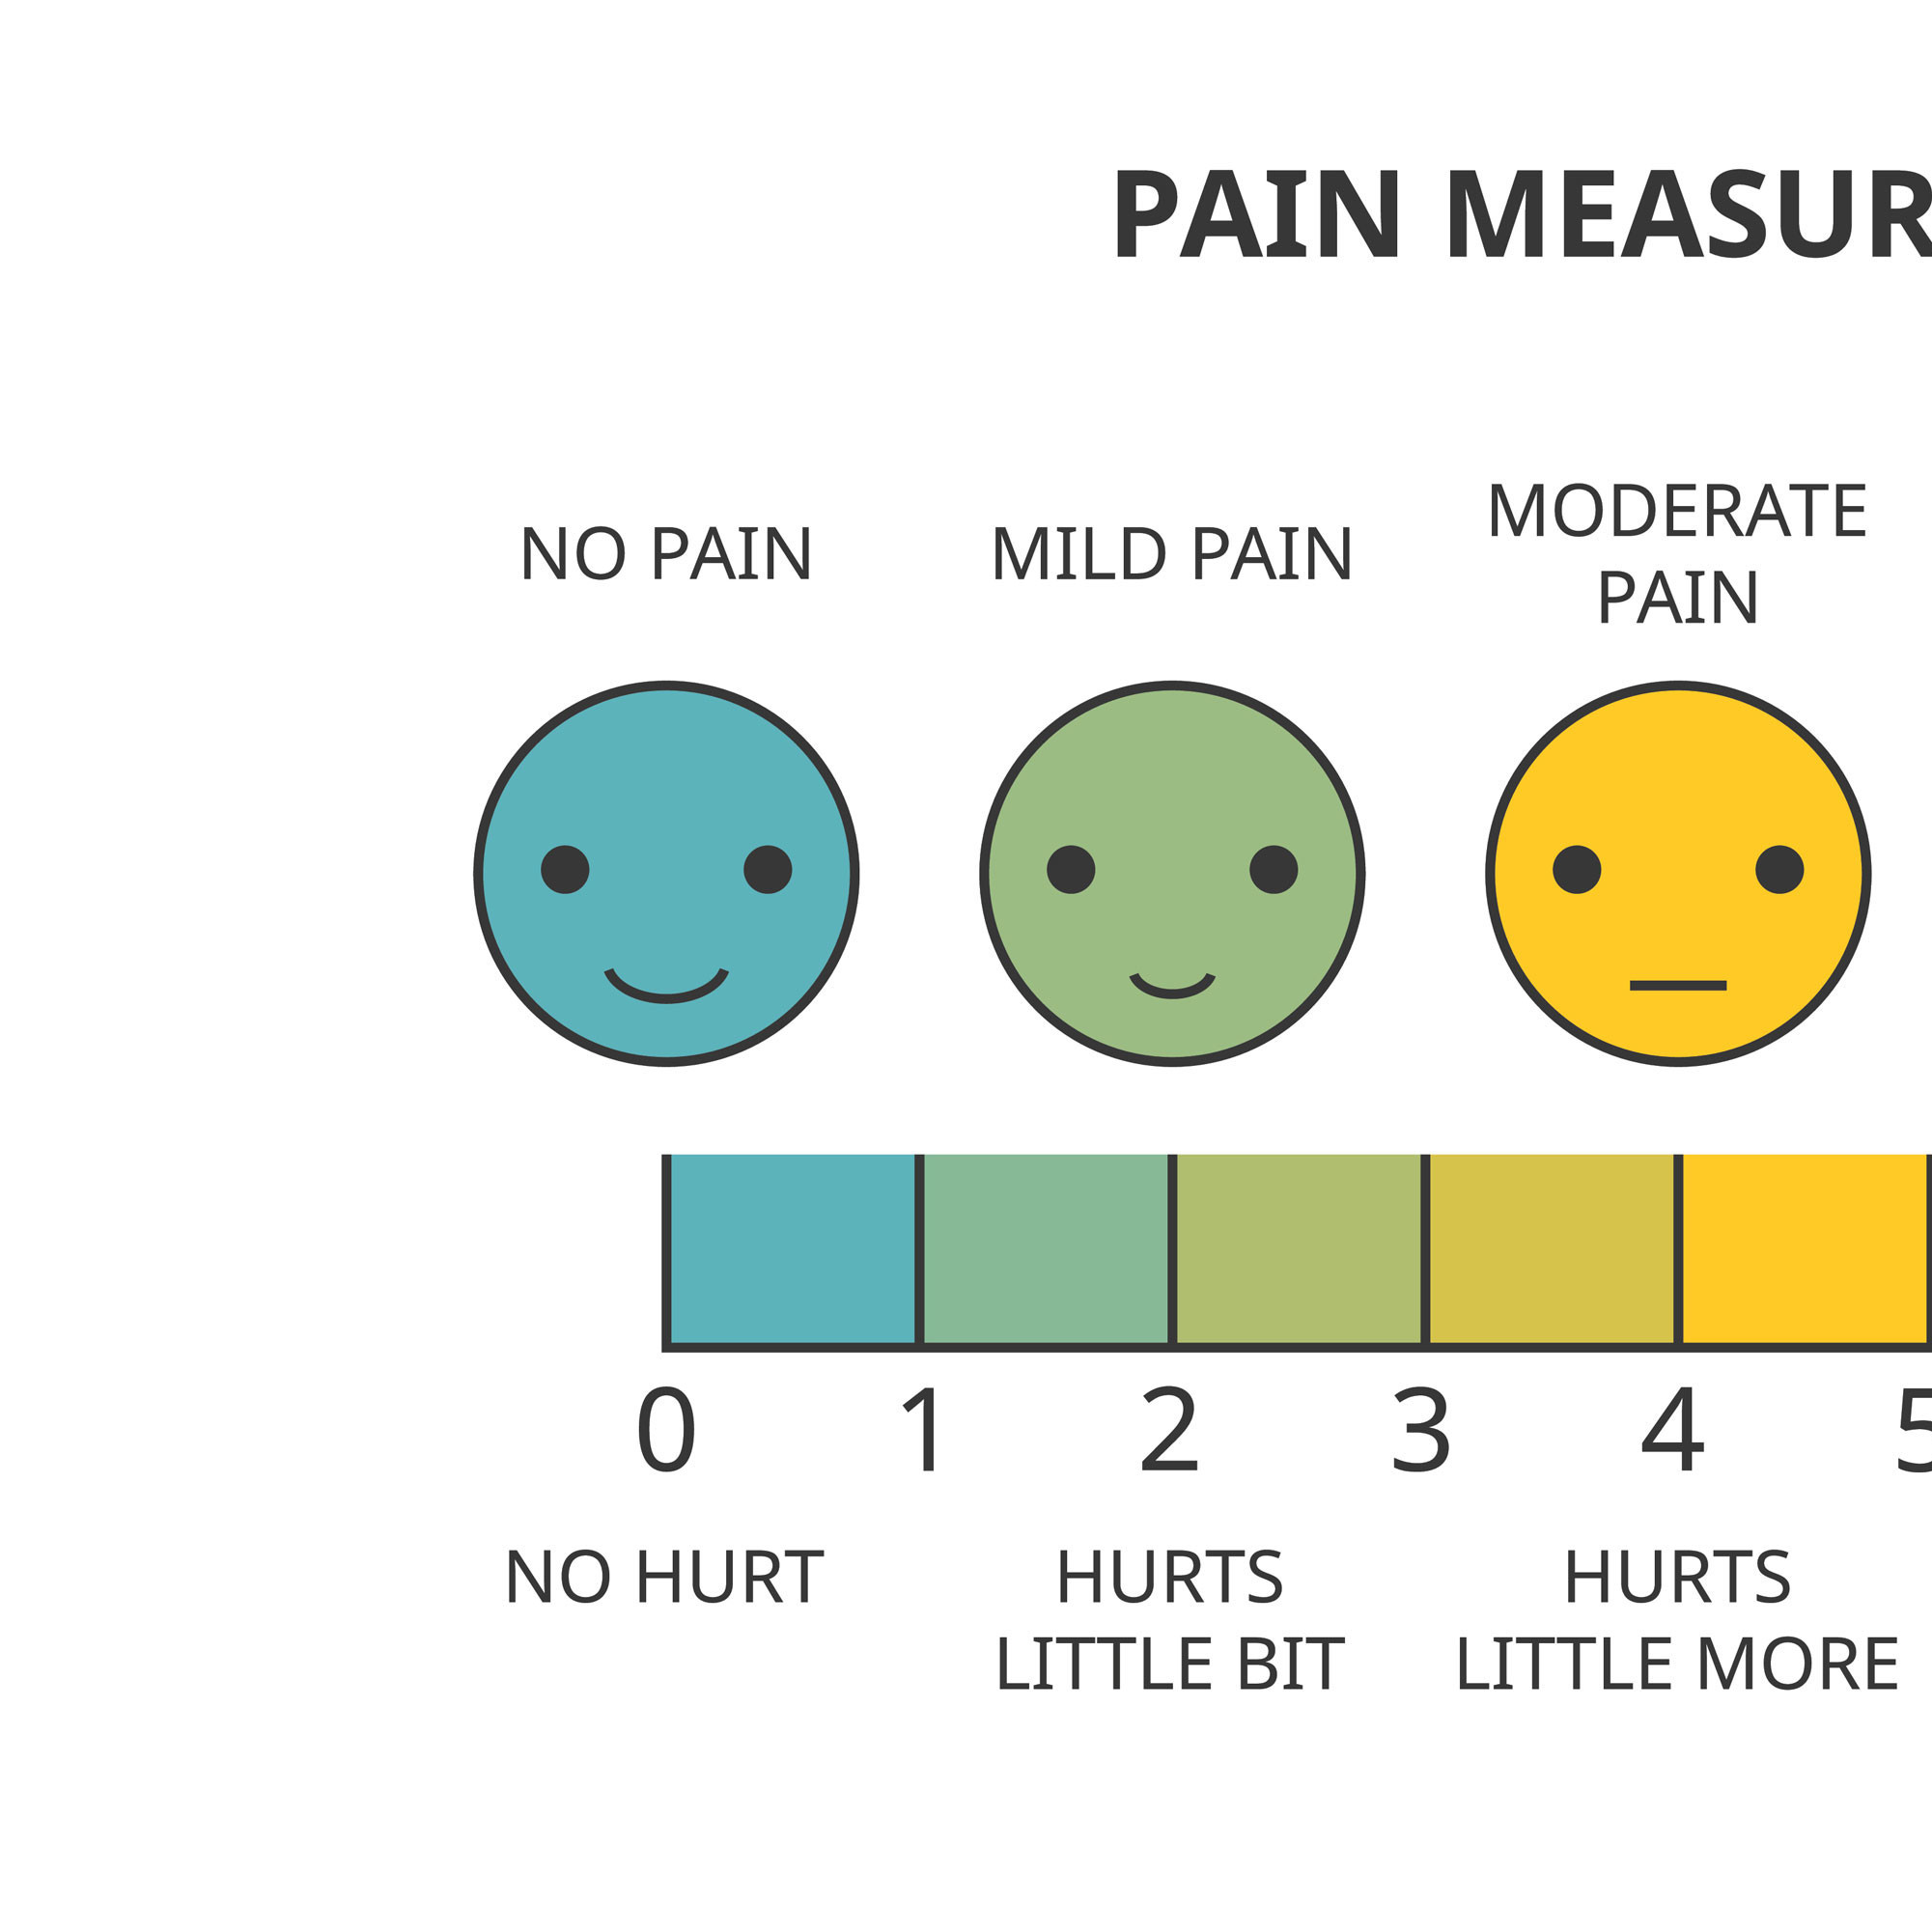 PAIN MEASUR
NO PAIN
MILD PAIN
MODERATE
PAIN
0 1 2 3 4 5
NO HURT
HURTS
LITTLE BIT
HURTS
LITTLE MORE